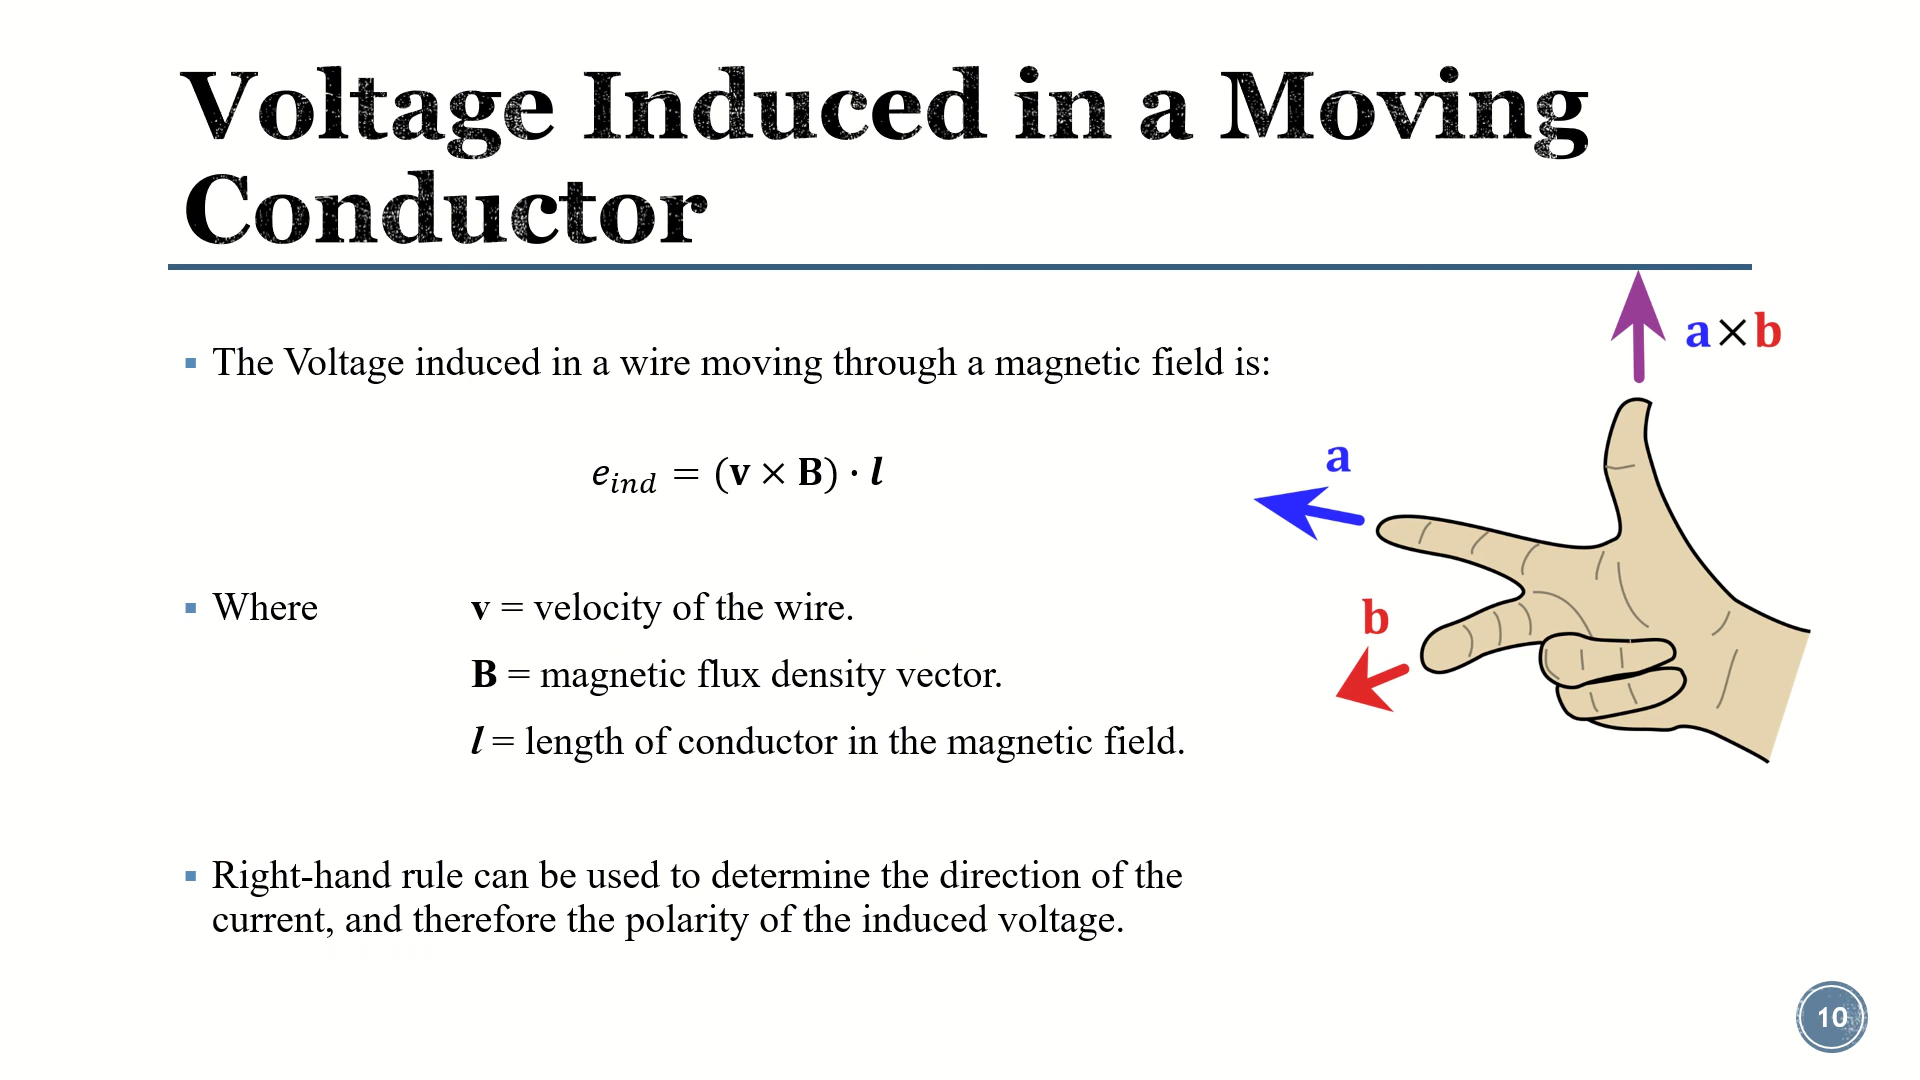 Voltage Induced in a Moving
Conductor
▪ The Voltage induced in a wire moving through a magnetic field is:
e_ind = (v × B) · l
▪ Where v = velocity of the wire.
B = magnetic flux density vector.
l = length of conductor in the magnetic field.
▪ Right-hand rule can be used to determine the direction of the
current, and therefore the polarity of the induced voltage.
a×b
a
b
10